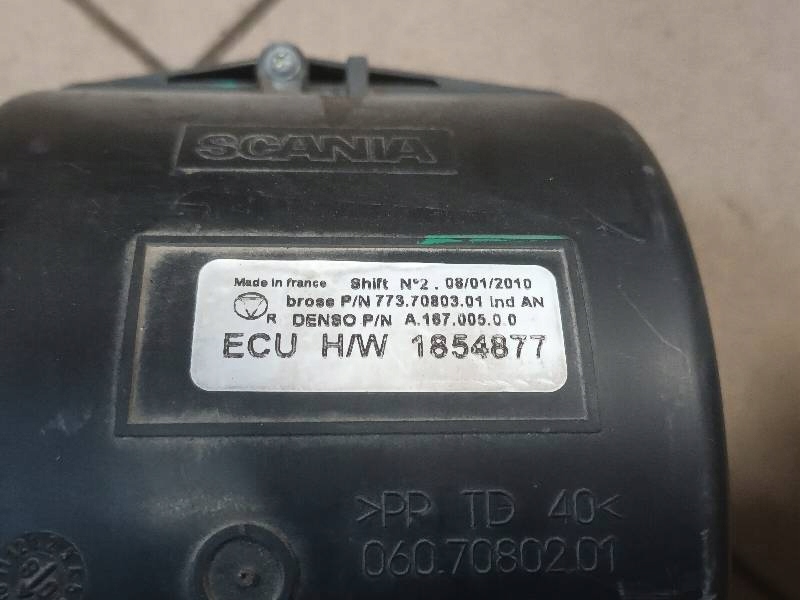 SCANIA
Made in france Shift N°2 . 08/01/2010
brose P/N 773.70803.01 ind AN
R DENSO P/N A.167.005.0.0
ECU H/W 1854877
>PP TD 40<
060.70802.01